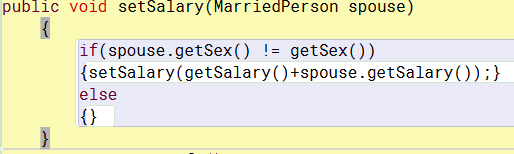 public void setSalary(MarriedPerson spouse)
{
if(spouse.getSex() != getSex())
{setSalary(getSalary()+spouse.getSalary());}
else
{}
}